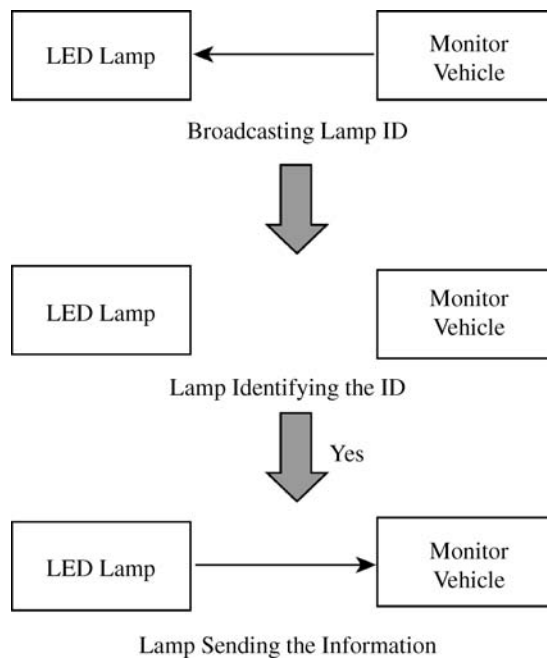 LED Lamp
Monitor
Vehicle
Broadcasting Lamp ID
LED Lamp
Monitor
Vehicle
Lamp Identifying the ID
Yes
LED Lamp
Monitor
Vehicle
Lamp Sending the Information